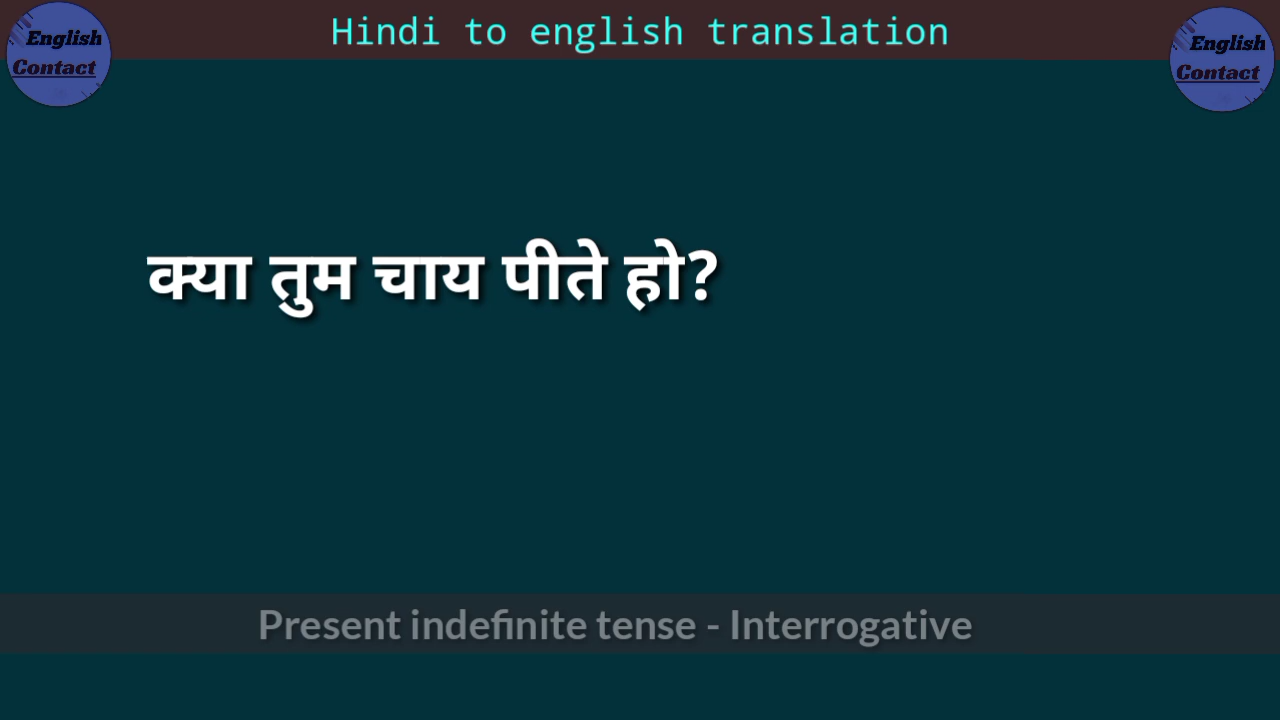 English
Contact
Hindi to english translation
English
Contact
क्या तुम चाय पीते हो?
Present indefinite tense - Interrogative